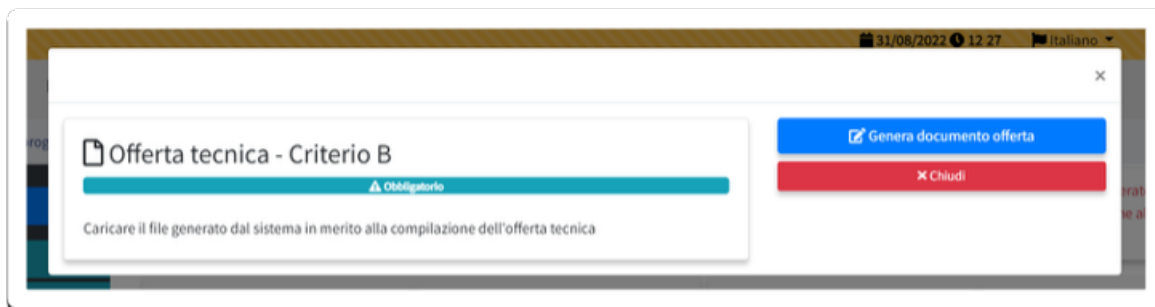 31/08/2022 12 27 Italiano
×
Offerta tecnica - Criterio B
Obbligatorio
Caricare il file generato dal sistema in merito alla compilazione dell'offerta tecnica
Genera documento offerta
Chiudi